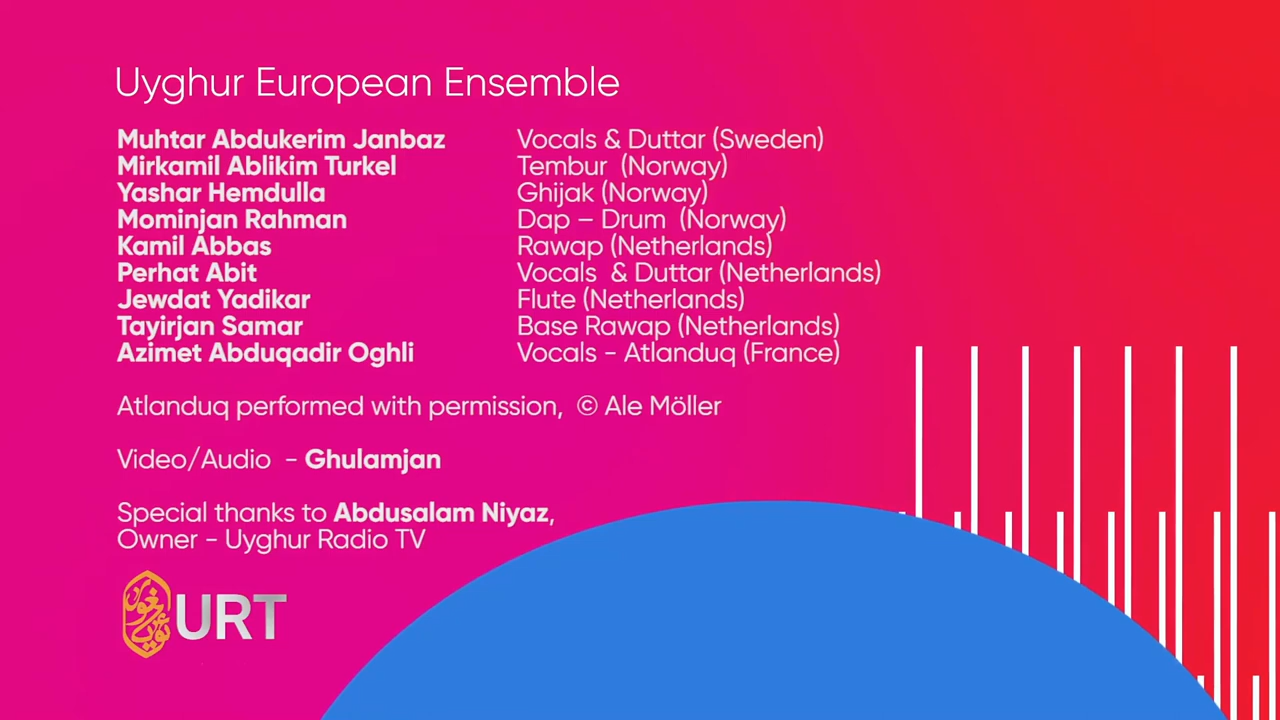 Uyghur European Ensemble
Muhtar Abdukerim Janbaz Vocals & Duttar (Sweden)
Mirkamil Ablikim Turkel Tembur (Norway)
Yashar Hemdulla Ghijak (Norway)
Mominjan Rahman Dap – Drum (Norway)
Kamil Abbas Rawap (Netherlands)
Perhat Abit Vocals & Duttar (Netherlands)
Jewdat Yadikar Flute (Netherlands)
Tayirjan Samar Base Rawap (Netherlands)
Azimet Abduqadir Oghli Vocals - Atlanduq (France)
Atlanduq performed with permission, © Ale Möller
Video/Audio - Ghulamjan
Special thanks to Abdusalam Niyaz,
Owner - Uyghur Radio TV
URT